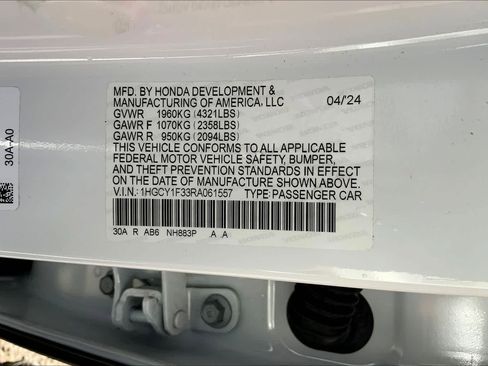 MFD. BY HONDA DEVELOPMENT &
MANUFACTURING OF AMERICA, LLC 04/'24
GVWR 1960KG (4321LBS)
GAWR F 1070KG (2358LBS)
GAWR R 950KG (2094LBS)
THIS VEHICLE CONFORMS TO ALL APPLICABLE
FEDERAL MOTOR VEHICLE SAFETY, BUMPER,
AND THEFT PREVENTION STANDARDS IN EFFECT
ON THE DATE OF MANUFACTURE SHOWN ABOVE.
V.I.N.: 1HGCY1F33RA061557 TYPE:PASSENGER CAR
30A R AB6 NH883P A A
30A-A0